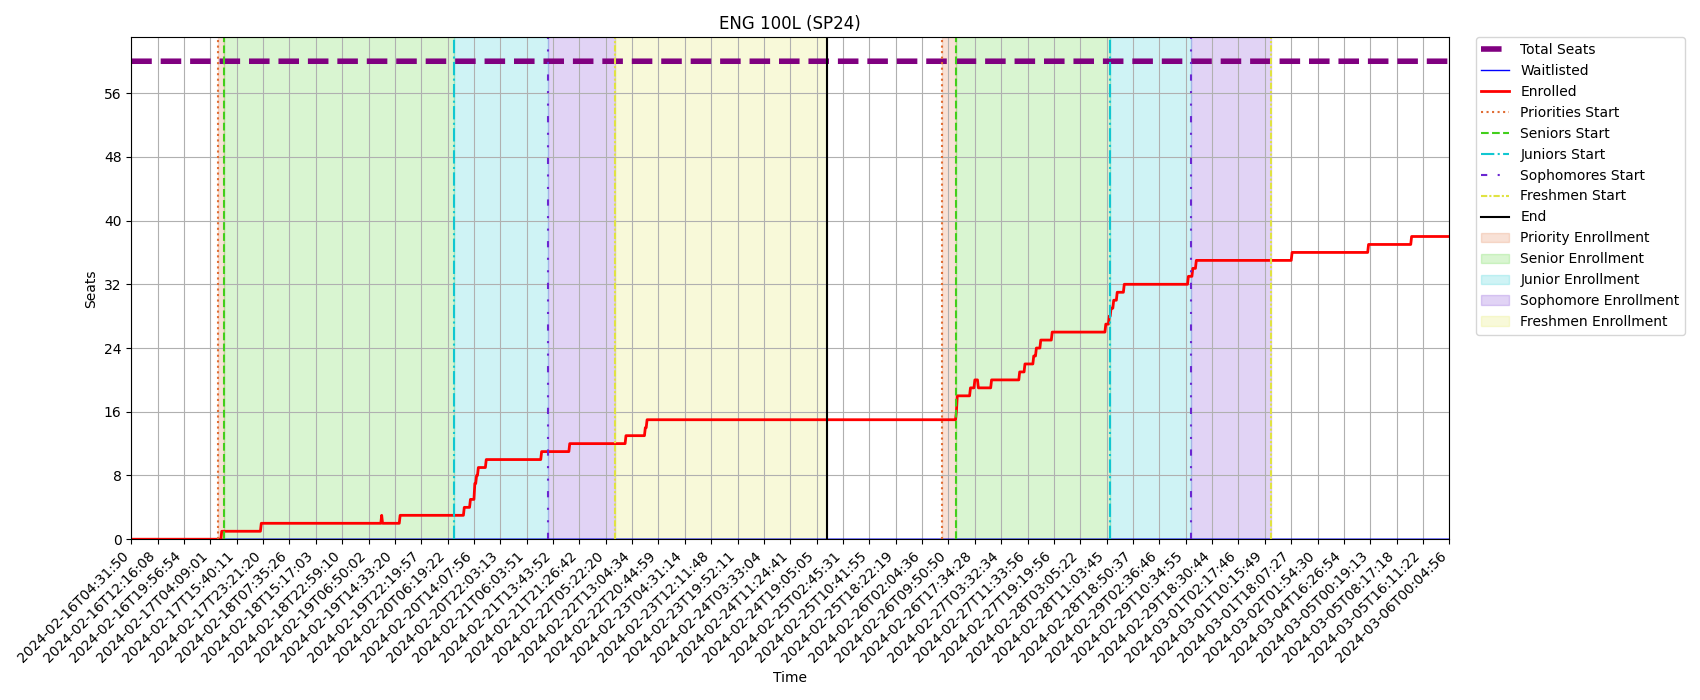 ENG 100L (SP24)
Seats
56
48
40
32
24
16
8
0
2024-02-16T04:31:50
2024-02-16T12:16:08
2024-02-16T19:56:54
2024-02-17T04:09:01
2024-02-17T15:40:11
2024-02-17T23:21:20
2024-02-18T07:35:26
2024-02-18T15:17:03
2024-02-18T22:59:10
2024-02-19T06:50:02
2024-02-19T14:33:20
2024-02-19T22:19:57
2024-02-20T06:19:22
2024-02-20T14:07:56
2024-02-20T22:03:13
2024-02-21T06:03:51
2024-02-21T13:43:52
2024-02-21T21:26:42
2024-02-22T05:22:20
2024-02-22T13:04:34
2024-02-22T20:44:59
2024-02-23T04:31:14
2024-02-23T12:11:48
2024-02-23T19:52:11
2024-02-24T03:33:04
2024-02-24T11:24:41
2024-02-24T19:05:05
2024-02-25T02:45:31
2024-02-25T10:41:55
2024-02-25T18:22:19
2024-02-26T02:04:36
2024-02-26T09:50:50
2024-02-26T17:34:28
2024-02-27T03:32:34
2024-02-27T11:33:56
2024-02-27T19:19:56
2024-02-28T03:05:22
2024-02-28T11:03:45
2024-02-28T18:50:37
2024-02-29T02:36:46
2024-02-29T10:34:55
2024-02-29T18:30:44
2024-03-01T02:17:46
2024-03-01T10:15:49
2024-03-01T18:07:27
2024-03-02T01:54:30
2024-03-04T16:26:54
2024-03-05T00:19:13
2024-03-05T08:17:18
2024-03-05T16:11:22
2024-03-06T00:04:56
Time
Total Seats
Waitlisted
Enrolled
Priorities Start
Seniors Start
Juniors Start
Sophomores Start
Freshmen Start
End
Priority Enrollment
Senior Enrollment
Junior Enrollment
Sophomore Enrollment
Freshmen Enrollment